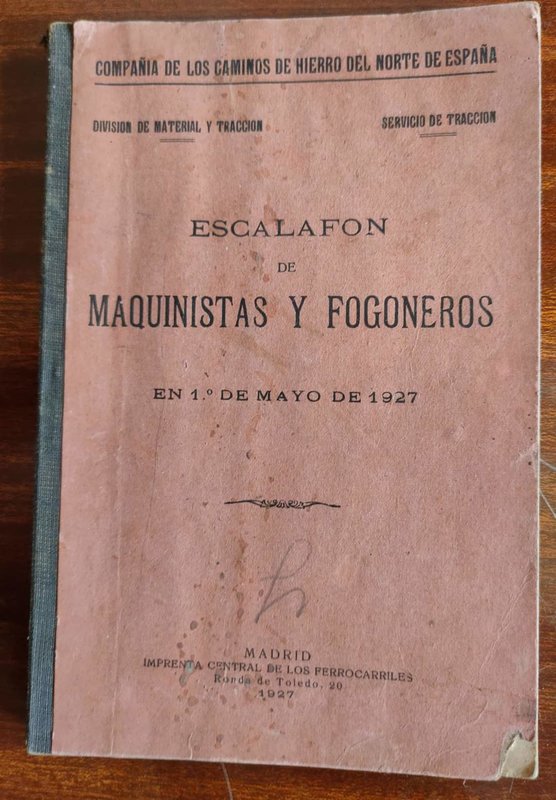 COMPAÑIA DE LOS CAMINOS DE HIERRO DEL NORTE DE ESPAÑA
DIVISION DE MATERIAL Y TRACCION
SERVICIO DE TRACCION
ESCALAFON
DE
MAQUINISTAS Y FOGONEROS
EN 1.º DE MAYO DE 1927
MADRID
IMPRENTA CENTRAL DE LOS FERROCARRILES
Ronda de Toledo, 20
1927